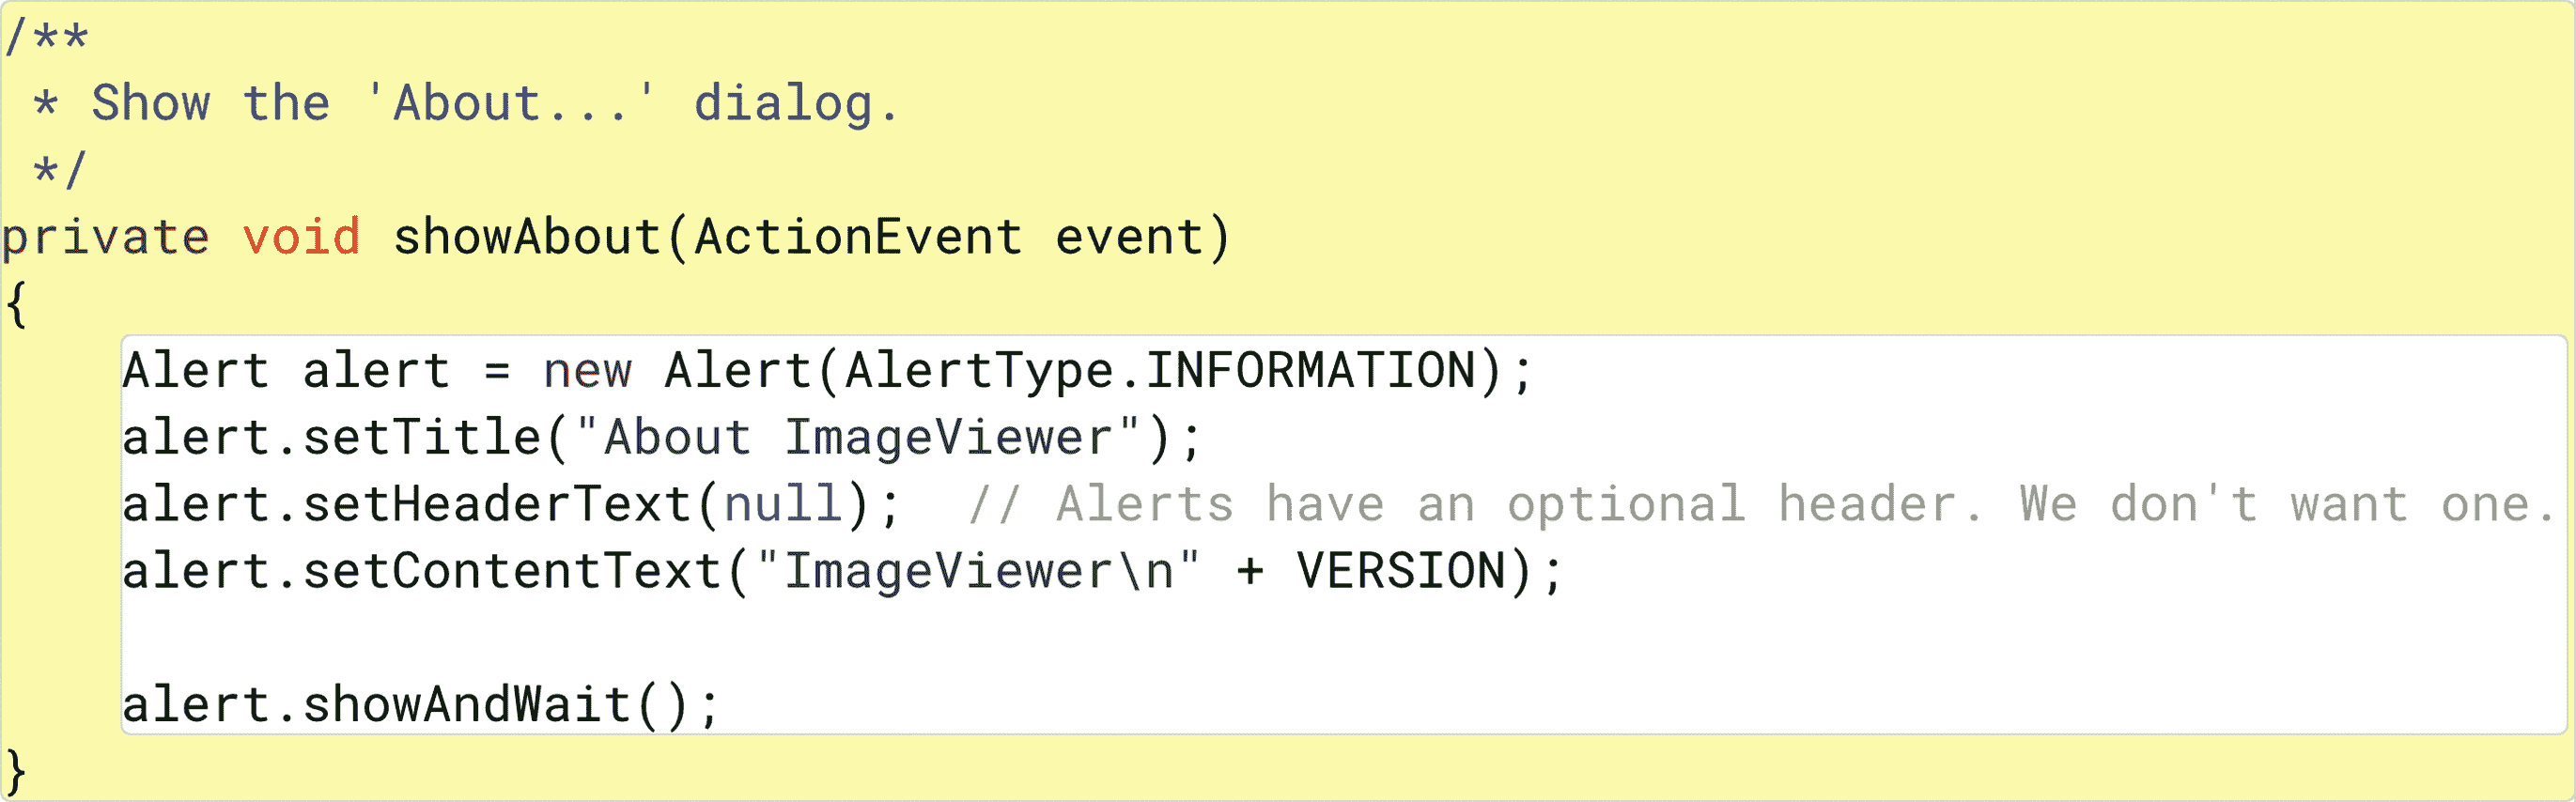 /**
 * Show the 'About...' dialog.
 */
private void showAbout(ActionEvent event)
{
    Alert alert = new Alert(AlertType.INFORMATION);
    alert.setTitle("About ImageViewer");
    alert.setHeaderText(null);  // Alerts have an optional header. We don't want one.
    alert.setContentText("ImageViewer\n" + VERSION);

    alert.showAndWait();
}